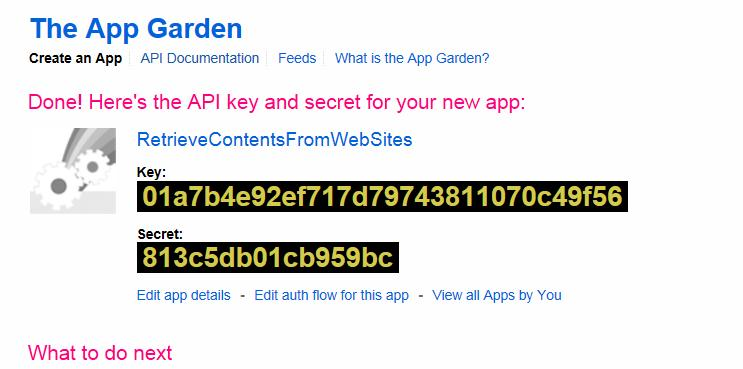 The App Garden
Create an App API Documentation Feeds What is the App Garden?
Done! Here's the API key and secret for your new app:
RetrieveContentsFromWebSites
Key:
01a7b4e92ef717d79743811070c49f56
Secret:
813c5db01cb959bc
Edit app details - Edit auth flow for this app - View all Apps by You
What to do next